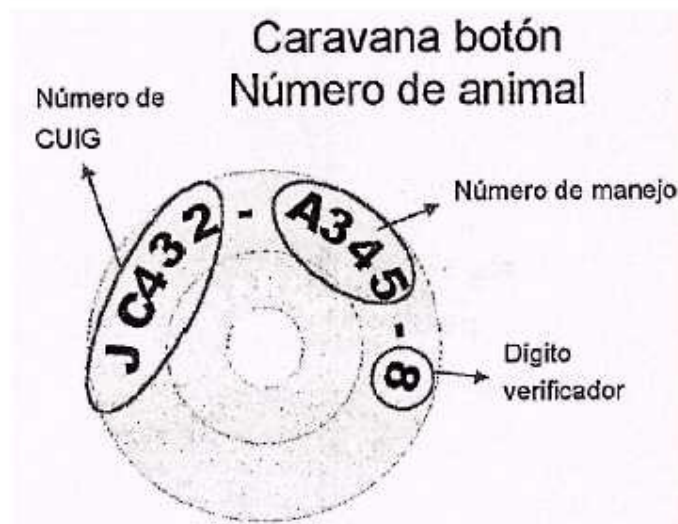 Caravana botón
Número de animal
Número de
CUIG
Número de manejo
JC432 - A345 - 8
Dígito
verificador